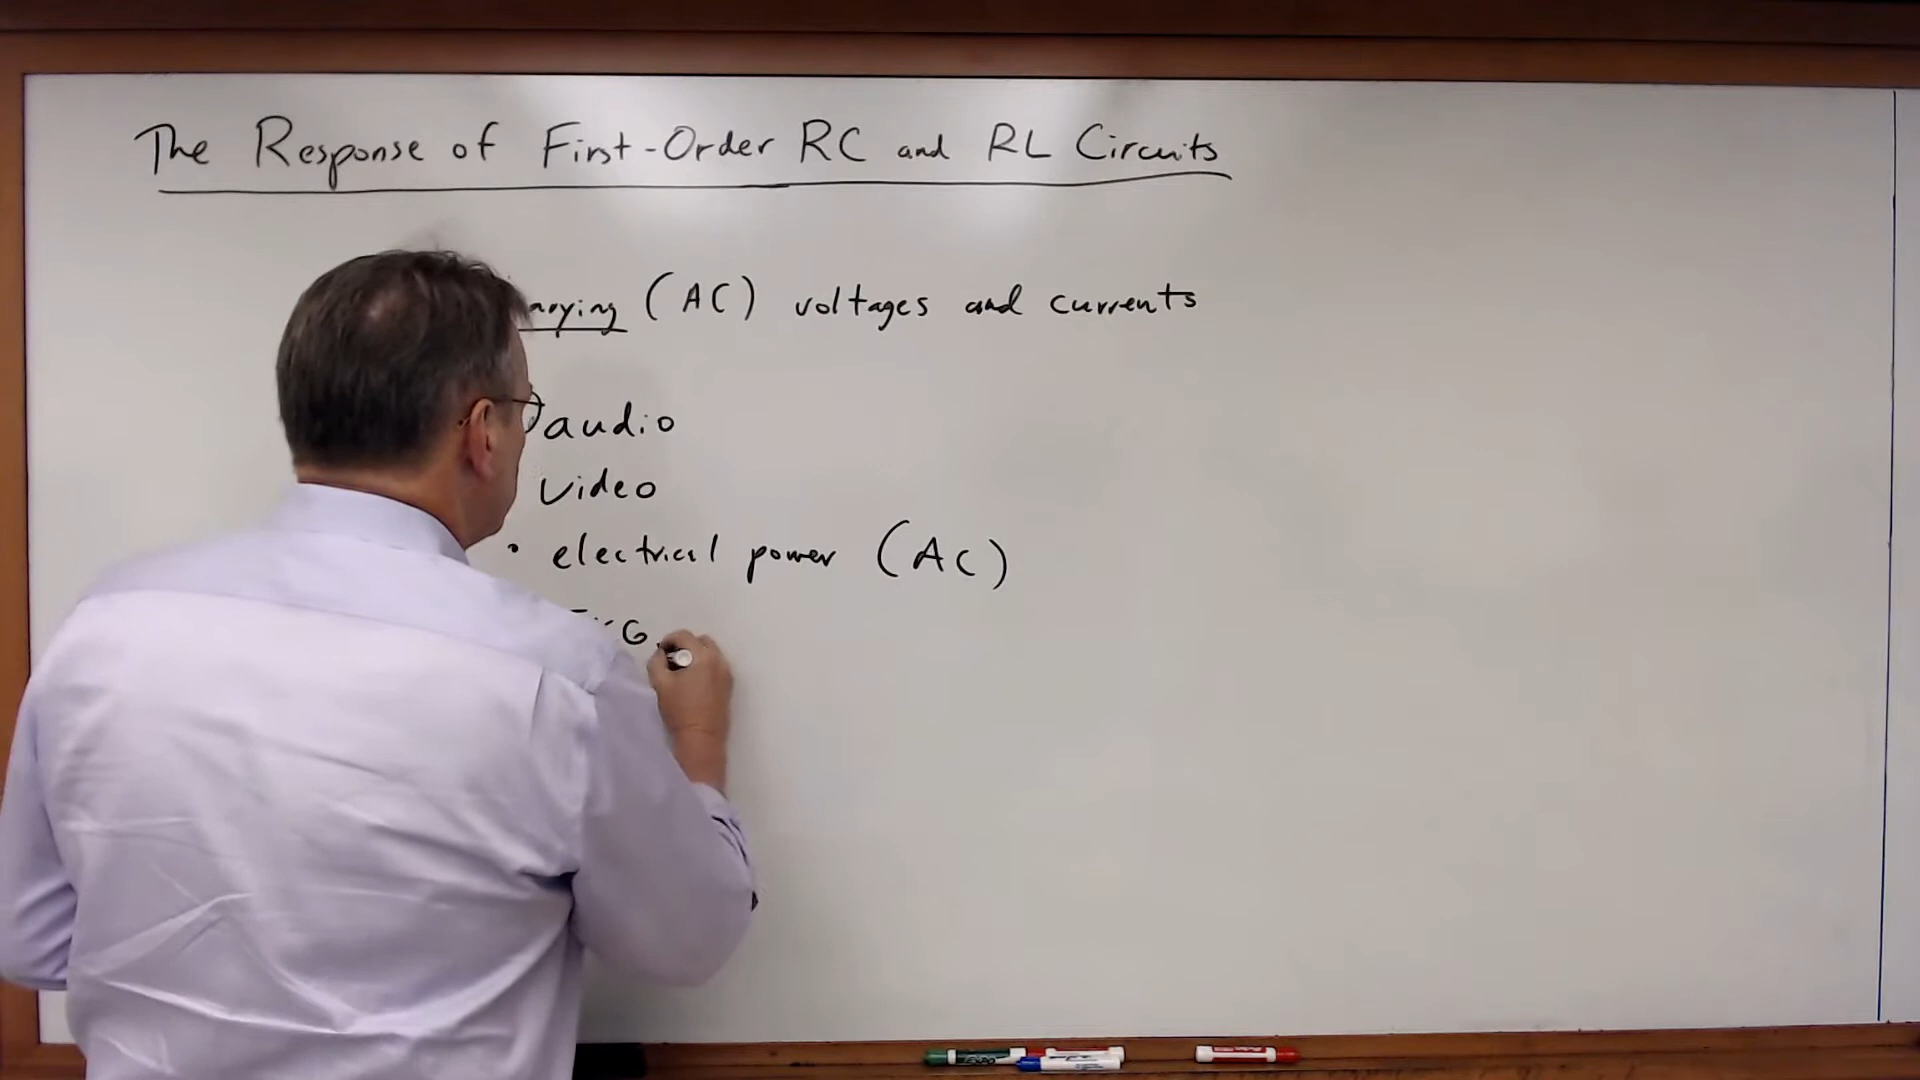 The Response of First-Order RC and RL Circuits
(AC) voltages and currents
audio
video
• electrical power (AC)